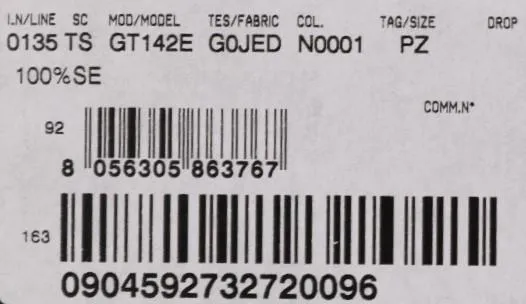 LN/LINE SC MOD/MODEL TES/FABRIC COL. TAG/SIZE DROP
0135 TS GT142E G0JED N0001 PZ
100%SE
COMM.N°
92
8 056305 863767
163
0904592732720096